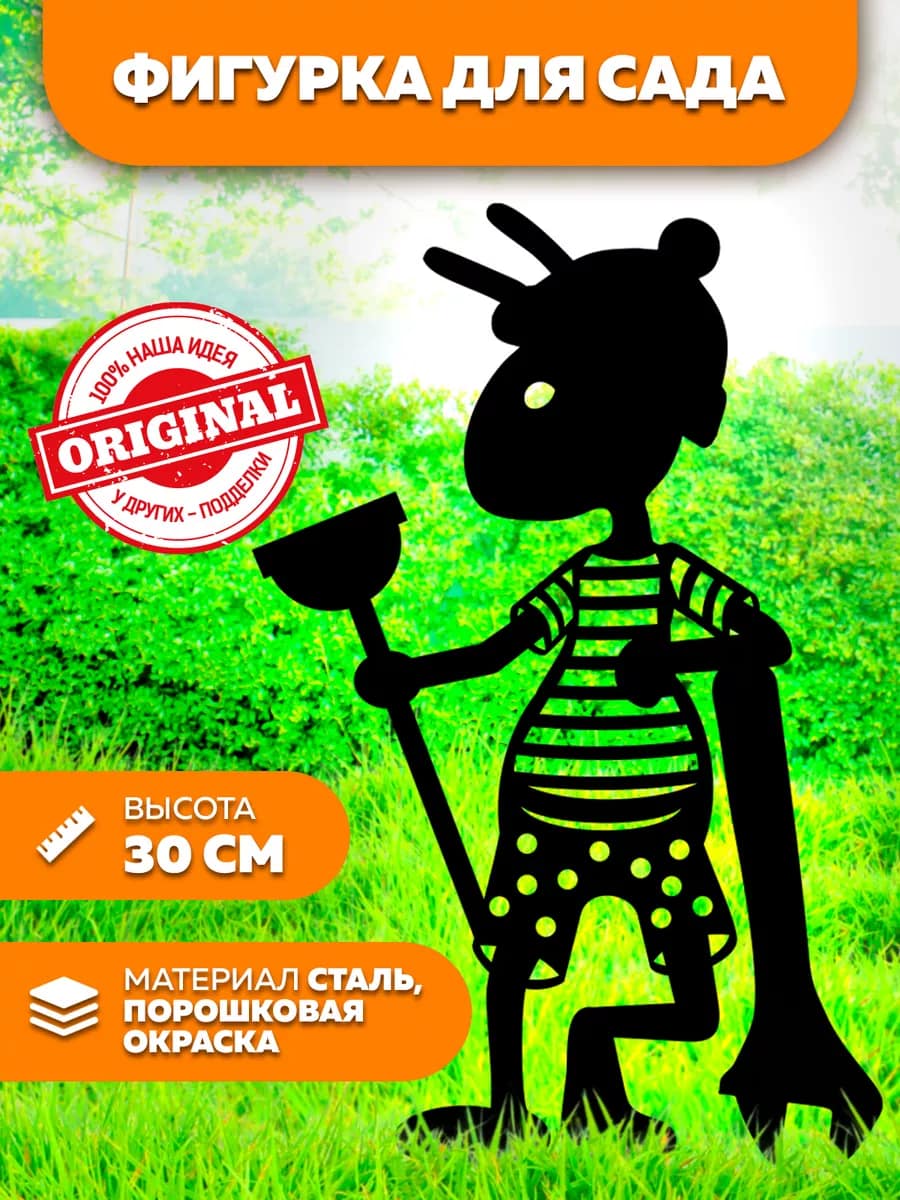 ФИГУРКА ДЛЯ САДА
100% НАША ИДЕЯ
ORIGINAL
У ДРУГИХ – ПОДДЕЛКИ
ВЫСОТА
30 СМ
МАТЕРИАЛ СТАЛЬ,
ПОРОШКОВАЯ
ОКРАСКА